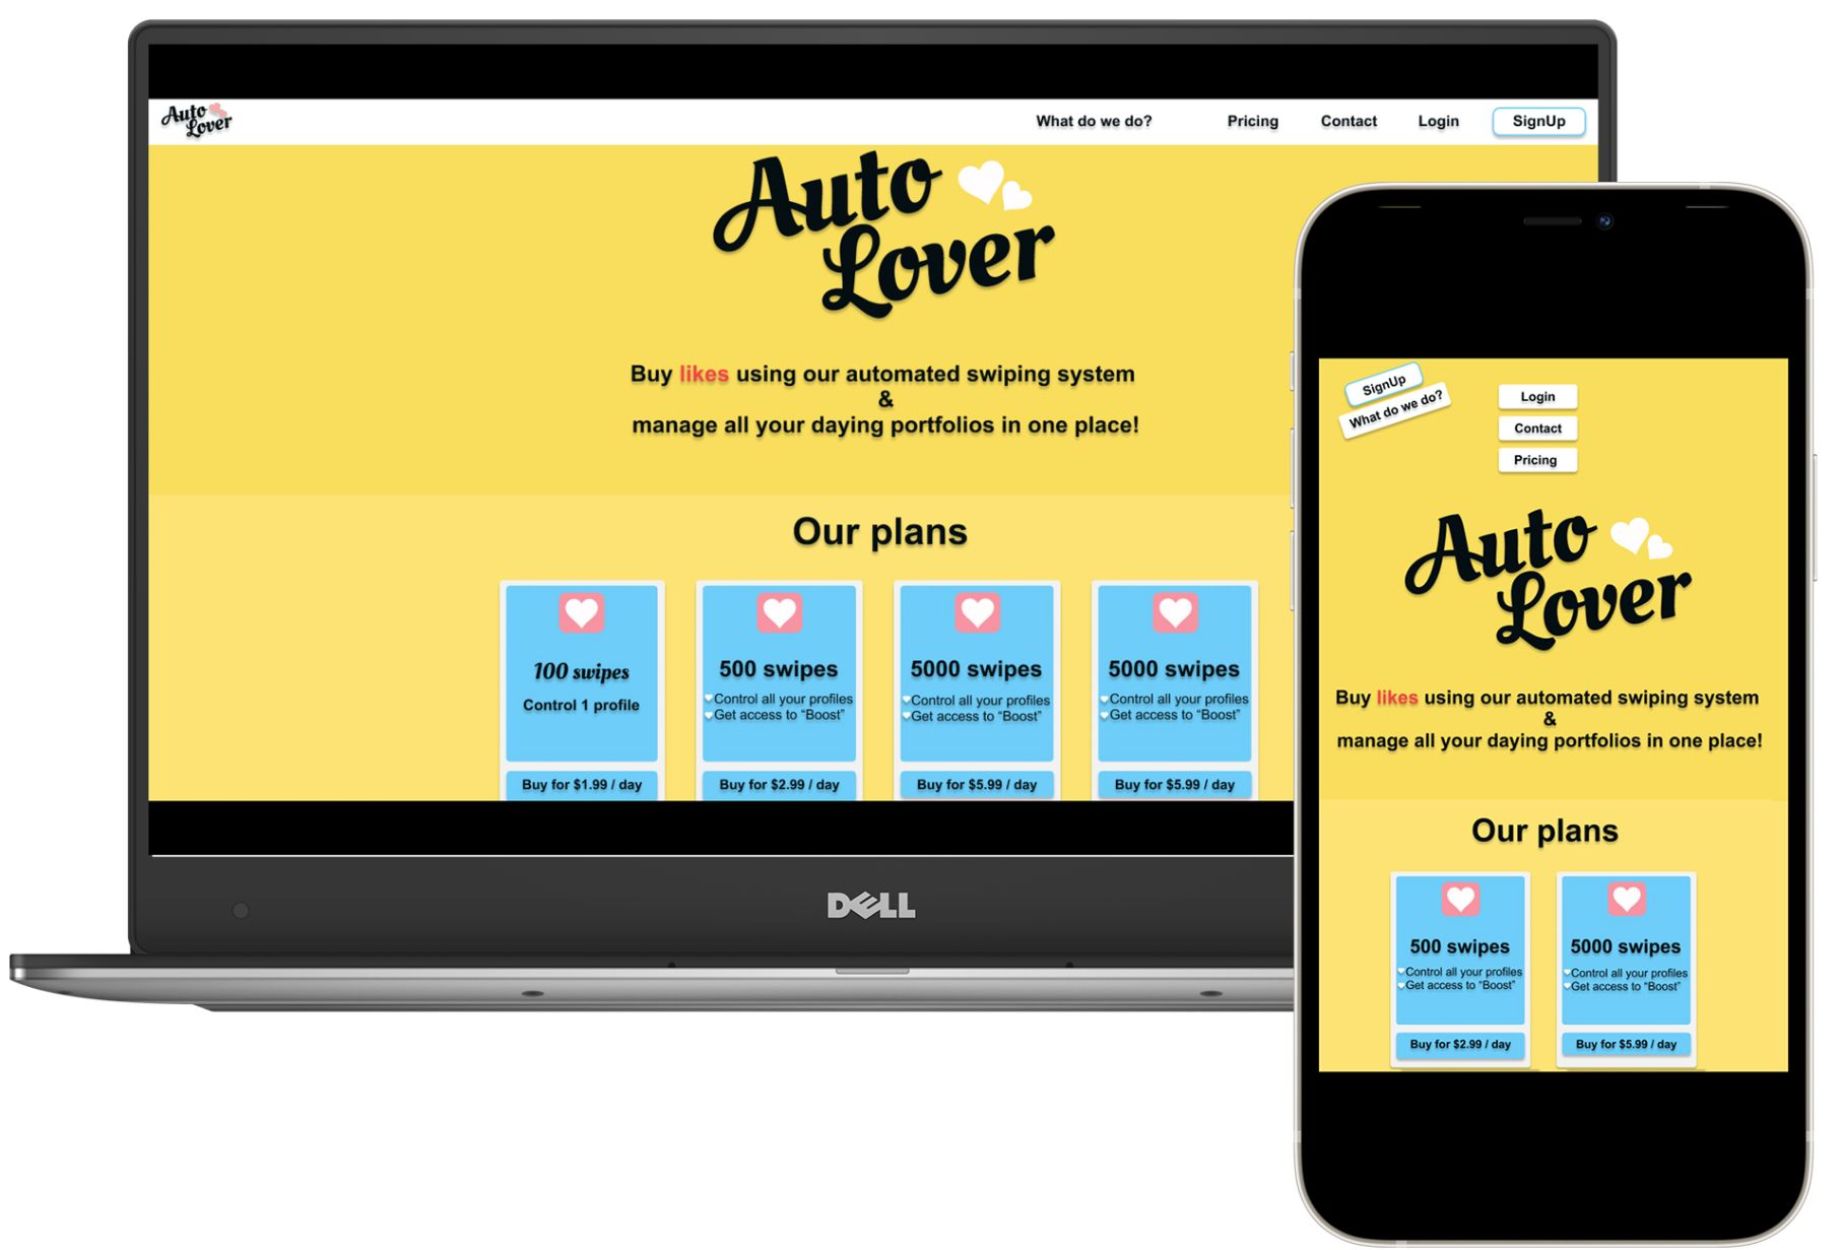 Auto
Lover
What do we do? Pricing Contact Login SignUp
Auto
Lover
Buy likes using our automated swiping system
&
manage all your daying portfolios in one place!
Our plans
100 swipes
Control 1 profile
Buy for $1.99 / day
500 swipes
Control all your profiles
Get access to “Boost”
Buy for $2.99 / day
5000 swipes
Control all your profiles
Get access to “Boost”
Buy for $5.99 / day
5000 swipes
Control all your profiles
Get access to “Boost”
Buy for $5.99 / day
DELL
SignUp
What do we do?
Login
Contact
Pricing
Auto
Lover
Buy likes using our automated swiping system
&
manage all your daying portfolios in one place!
Our plans
500 swipes
Control all your profiles
Get access to “Boost”
Buy for $2.99 / day
5000 swipes
Control all your profiles
Get access to “Boost”
Buy for $5.99 / day